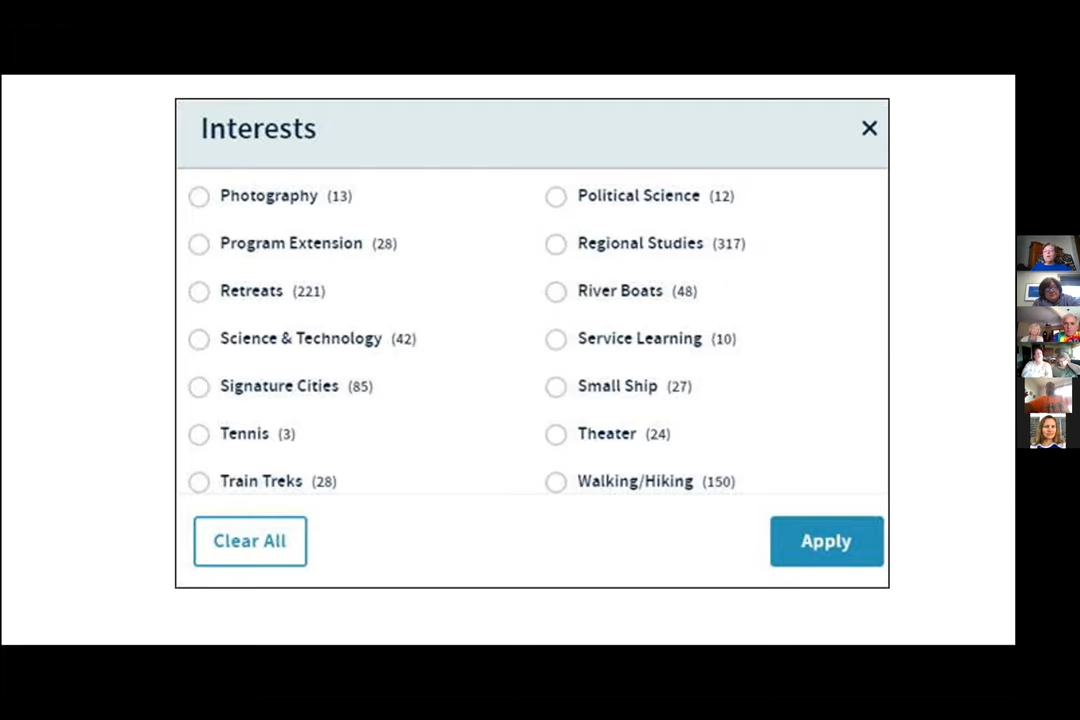 Interests
Photography (13) Political Science (12)
Program Extension (28) Regional Studies (317)
Retreats (221) River Boats (48)
Science & Technology (42) Service Learning (10)
Signature Cities (85) Small Ship (27)
Tennis (3) Theater (24)
Train Treks (28) Walking/Hiking (150)
Clear All Apply